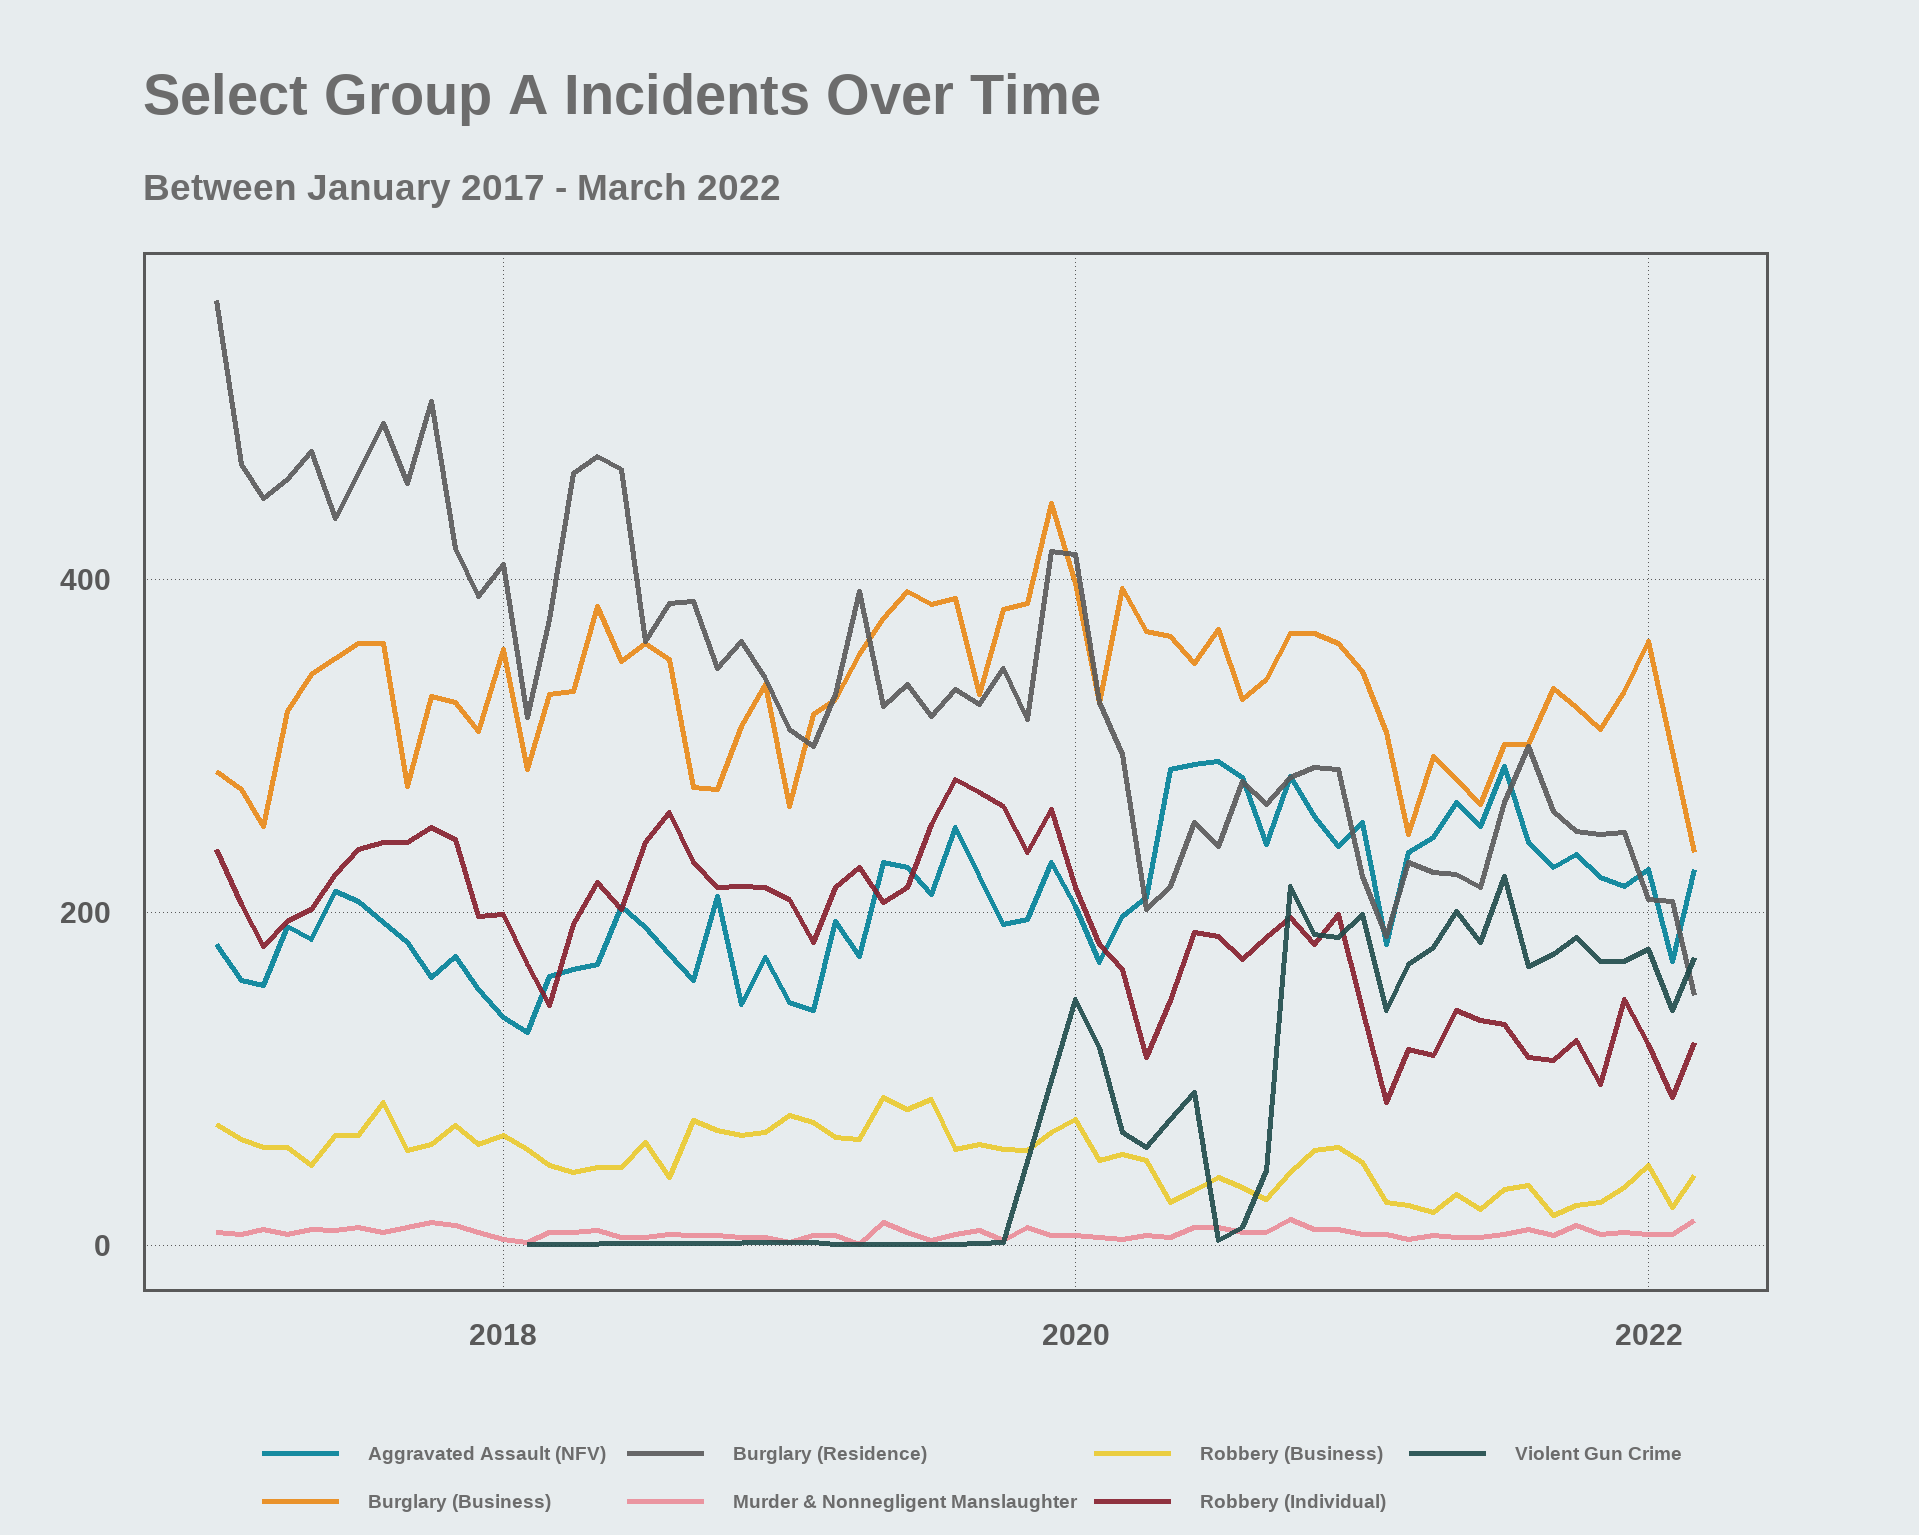 Select Group A Incidents Over Time
Between January 2017 - March 2022
400
200
0
2018 2020 2022
Aggravated Assault (NFV) Burglary (Residence) Robbery (Business) Violent Gun Crime
Burglary (Business) Murder & Nonnegligent Manslaughter Robbery (Individual)